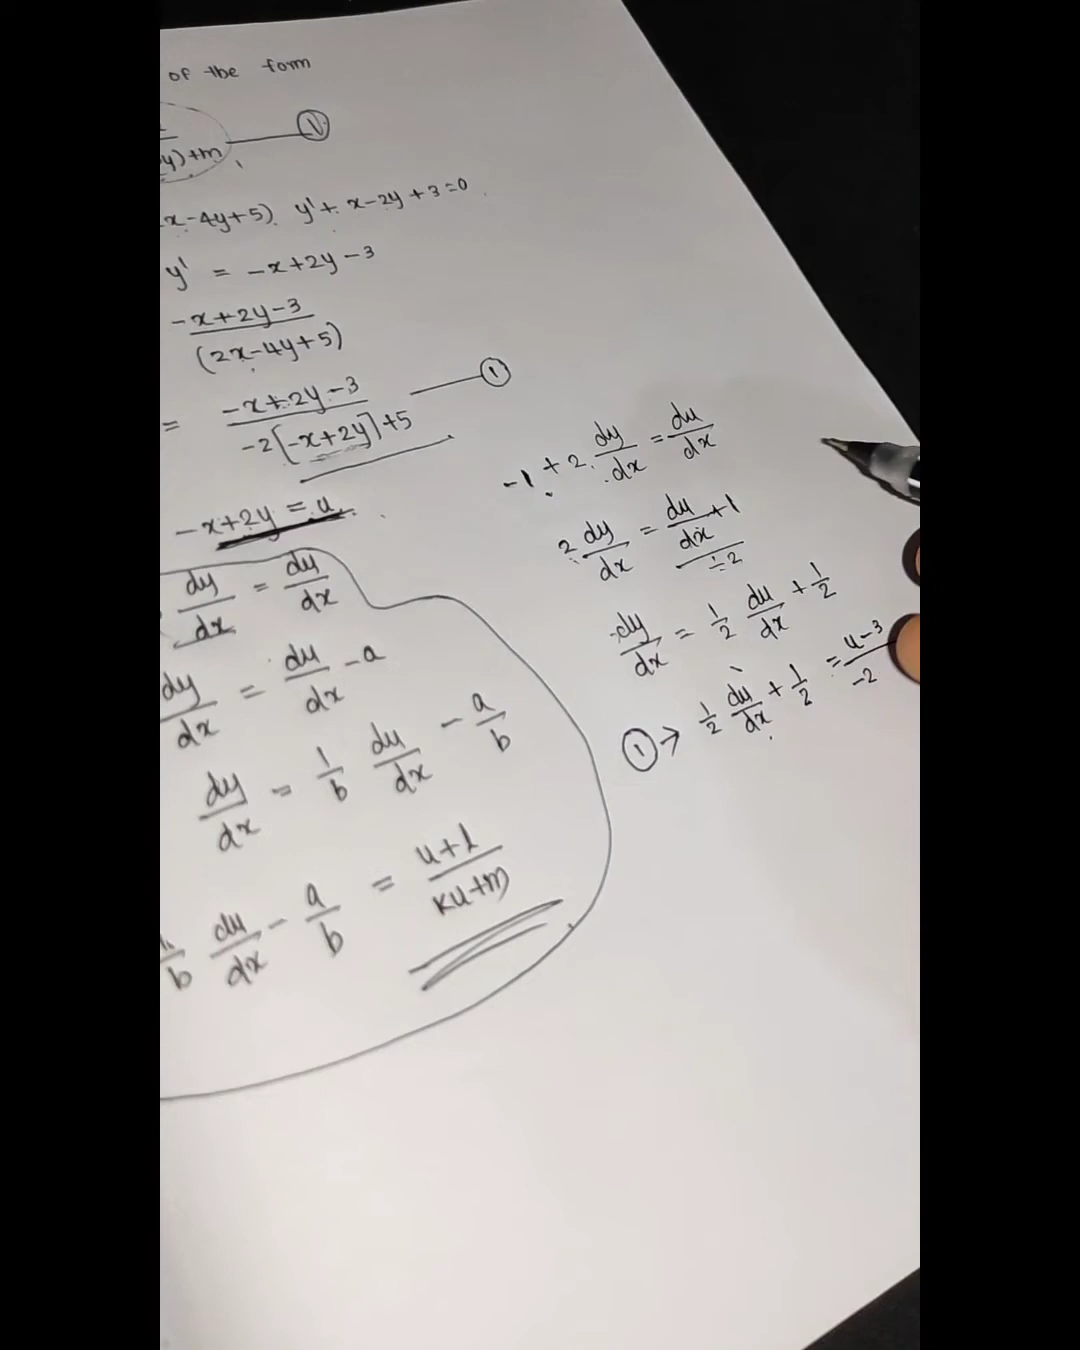 of the form
y)+m (1)
x-4y+5) y' + x-2y+3=0
y' = -x+2y-3
-x+2y-3 / (2x-4y+5)
= -x+2y-3 / -2[-x+2y]+5 (1)
-x+2y = u
dy/dx = du/dx
dy/dx = du/dx - a
dy/dx = 1/b du/dx - a/b
1/b du/dx - a/b = u+l / ku+m
-1 + 2 dy/dx = du/dx
2 dy/dx = du/dx + 1 / ÷2
dy/dx = 1/2 du/dx + 1/2
(1) → 1/2 du/dx + 1/2 = u-3 / -2